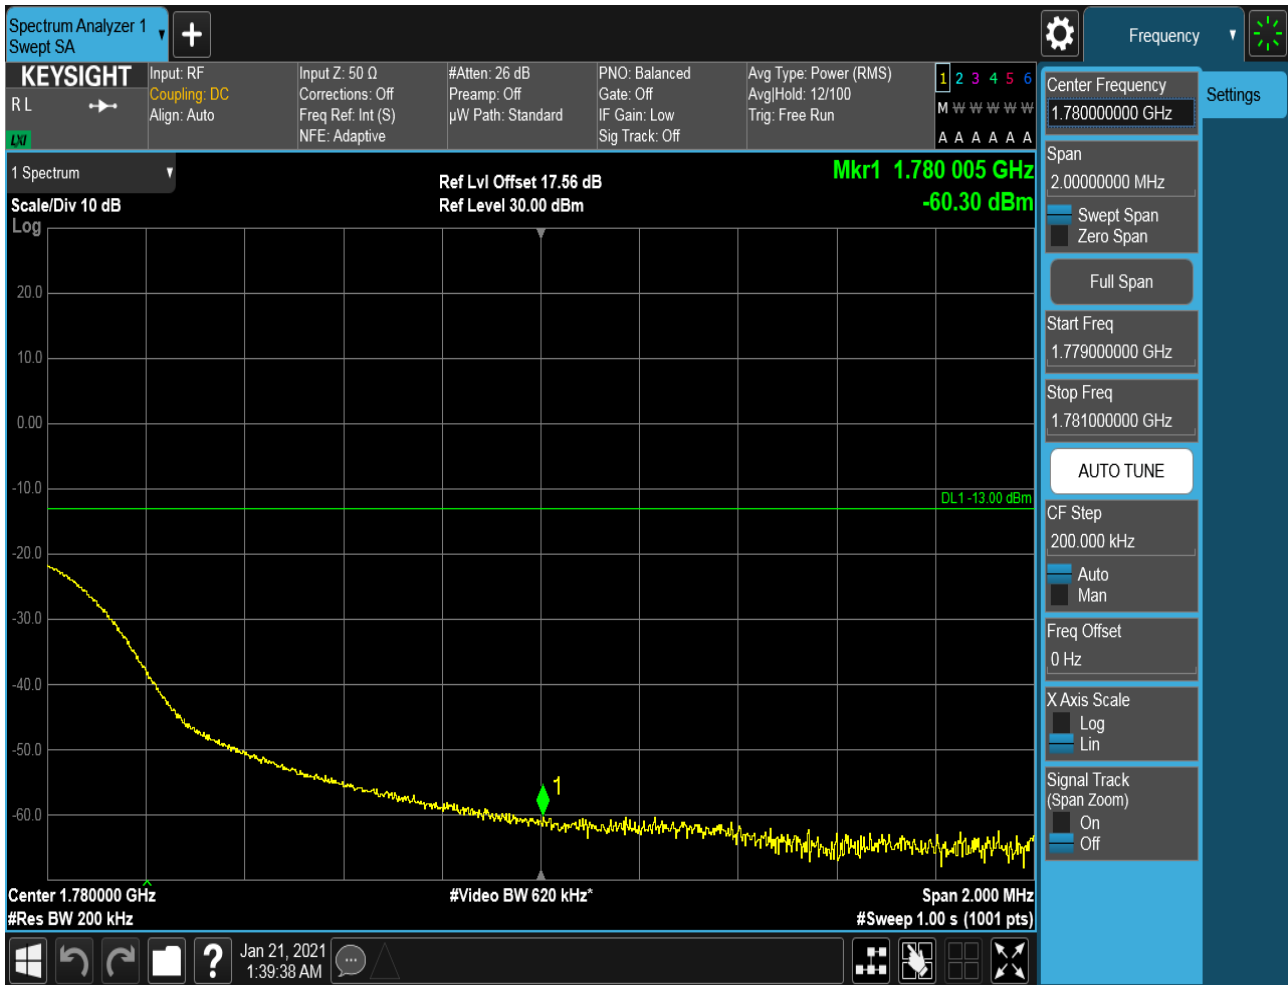 Spectrum Analyzer 1
Swept SA
Frequency
KEYSIGHT
R L
LXI
Input: RF
Coupling: DC
Align: Auto
Input Z: 50 Ω
Corrections: Off
Freq Ref: Int (S)
NFE: Adaptive
#Atten: 26 dB
Preamp: Off
µW Path: Standard
PNO: Balanced
Gate: Off
IF Gain: Low
Sig Track: Off
Avg Type: Power (RMS)
Avg|Hold: 12/100
Trig: Free Run
1 2 3 4 5 6
M W W W W W
A A A A A A
1 Spectrum
Scale/Div 10 dB
Log
Ref Lvl Offset 17.56 dB
Ref Level 30.00 dBm
Mkr1 1.780 005 GHz
-60.30 dBm
20.0
10.0
0.00
-10.0
DL1 -13.00 dBm
-20.0
-30.0
-40.0
-50.0
1
-60.0
Center 1.780000 GHz
#Video BW 620 kHz*
Span 2.000 MHz
#Res BW 200 kHz
#Sweep 1.00 s (1001 pts)
Center Frequency
1.780000000 GHz
Settings
Span
2.00000000 MHz
Swept Span
Zero Span
Full Span
Start Freq
1.779000000 GHz
Stop Freq
1.781000000 GHz
AUTO TUNE
CF Step
200.000 kHz
Auto
Man
Freq Offset
0 Hz
X Axis Scale
Log
Lin
Signal Track
(Span Zoom)
On
Off
?
Jan 21, 2021
1:39:38 AM